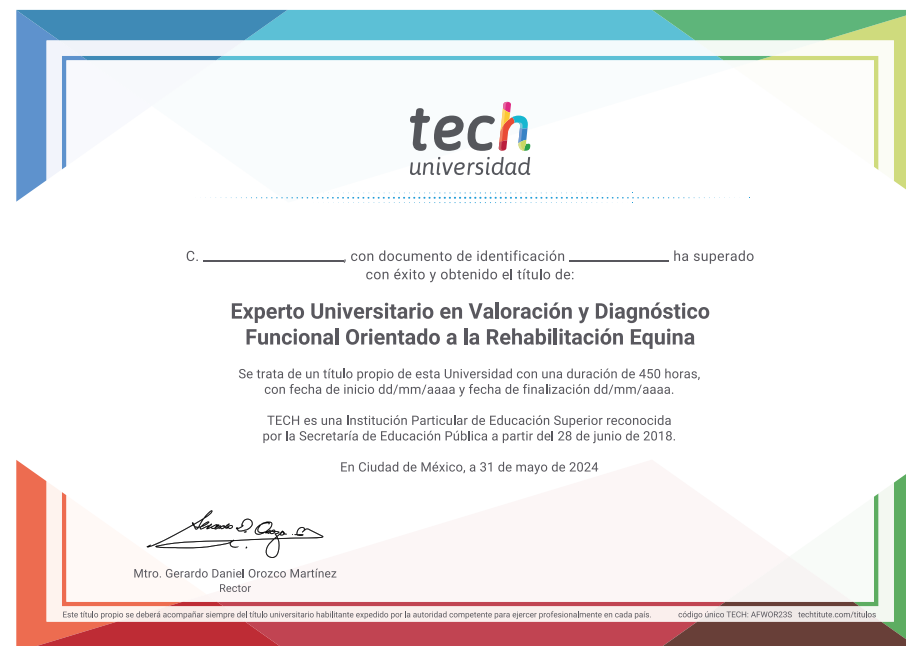 tech
universidad
C. ____________, con documento de identificación ____________ ha superado
con éxito y obtenido el título de:
Experto Universitario en Valoración y Diagnóstico
Funcional Orientado a la Rehabilitación Equina
Se trata de un título propio de esta Universidad con una duración de 450 horas,
con fecha de inicio dd/mm/aaaa y fecha de finalización dd/mm/aaaa.
TECH es una Institución Particular de Educación Superior reconocida
por la Secretaría de Educación Pública a partir del 28 de junio de 2018.
En Ciudad de México, a 31 de mayo de 2024
Mtro. Gerardo Daniel Orozco Martínez
Rector
Este título propio se deberá acompañar siempre del título universitario habilitante expedido por la autoridad competente para ejercer profesionalmente en cada país. código único TECH: AFWOR23S techtitute.com/titulos